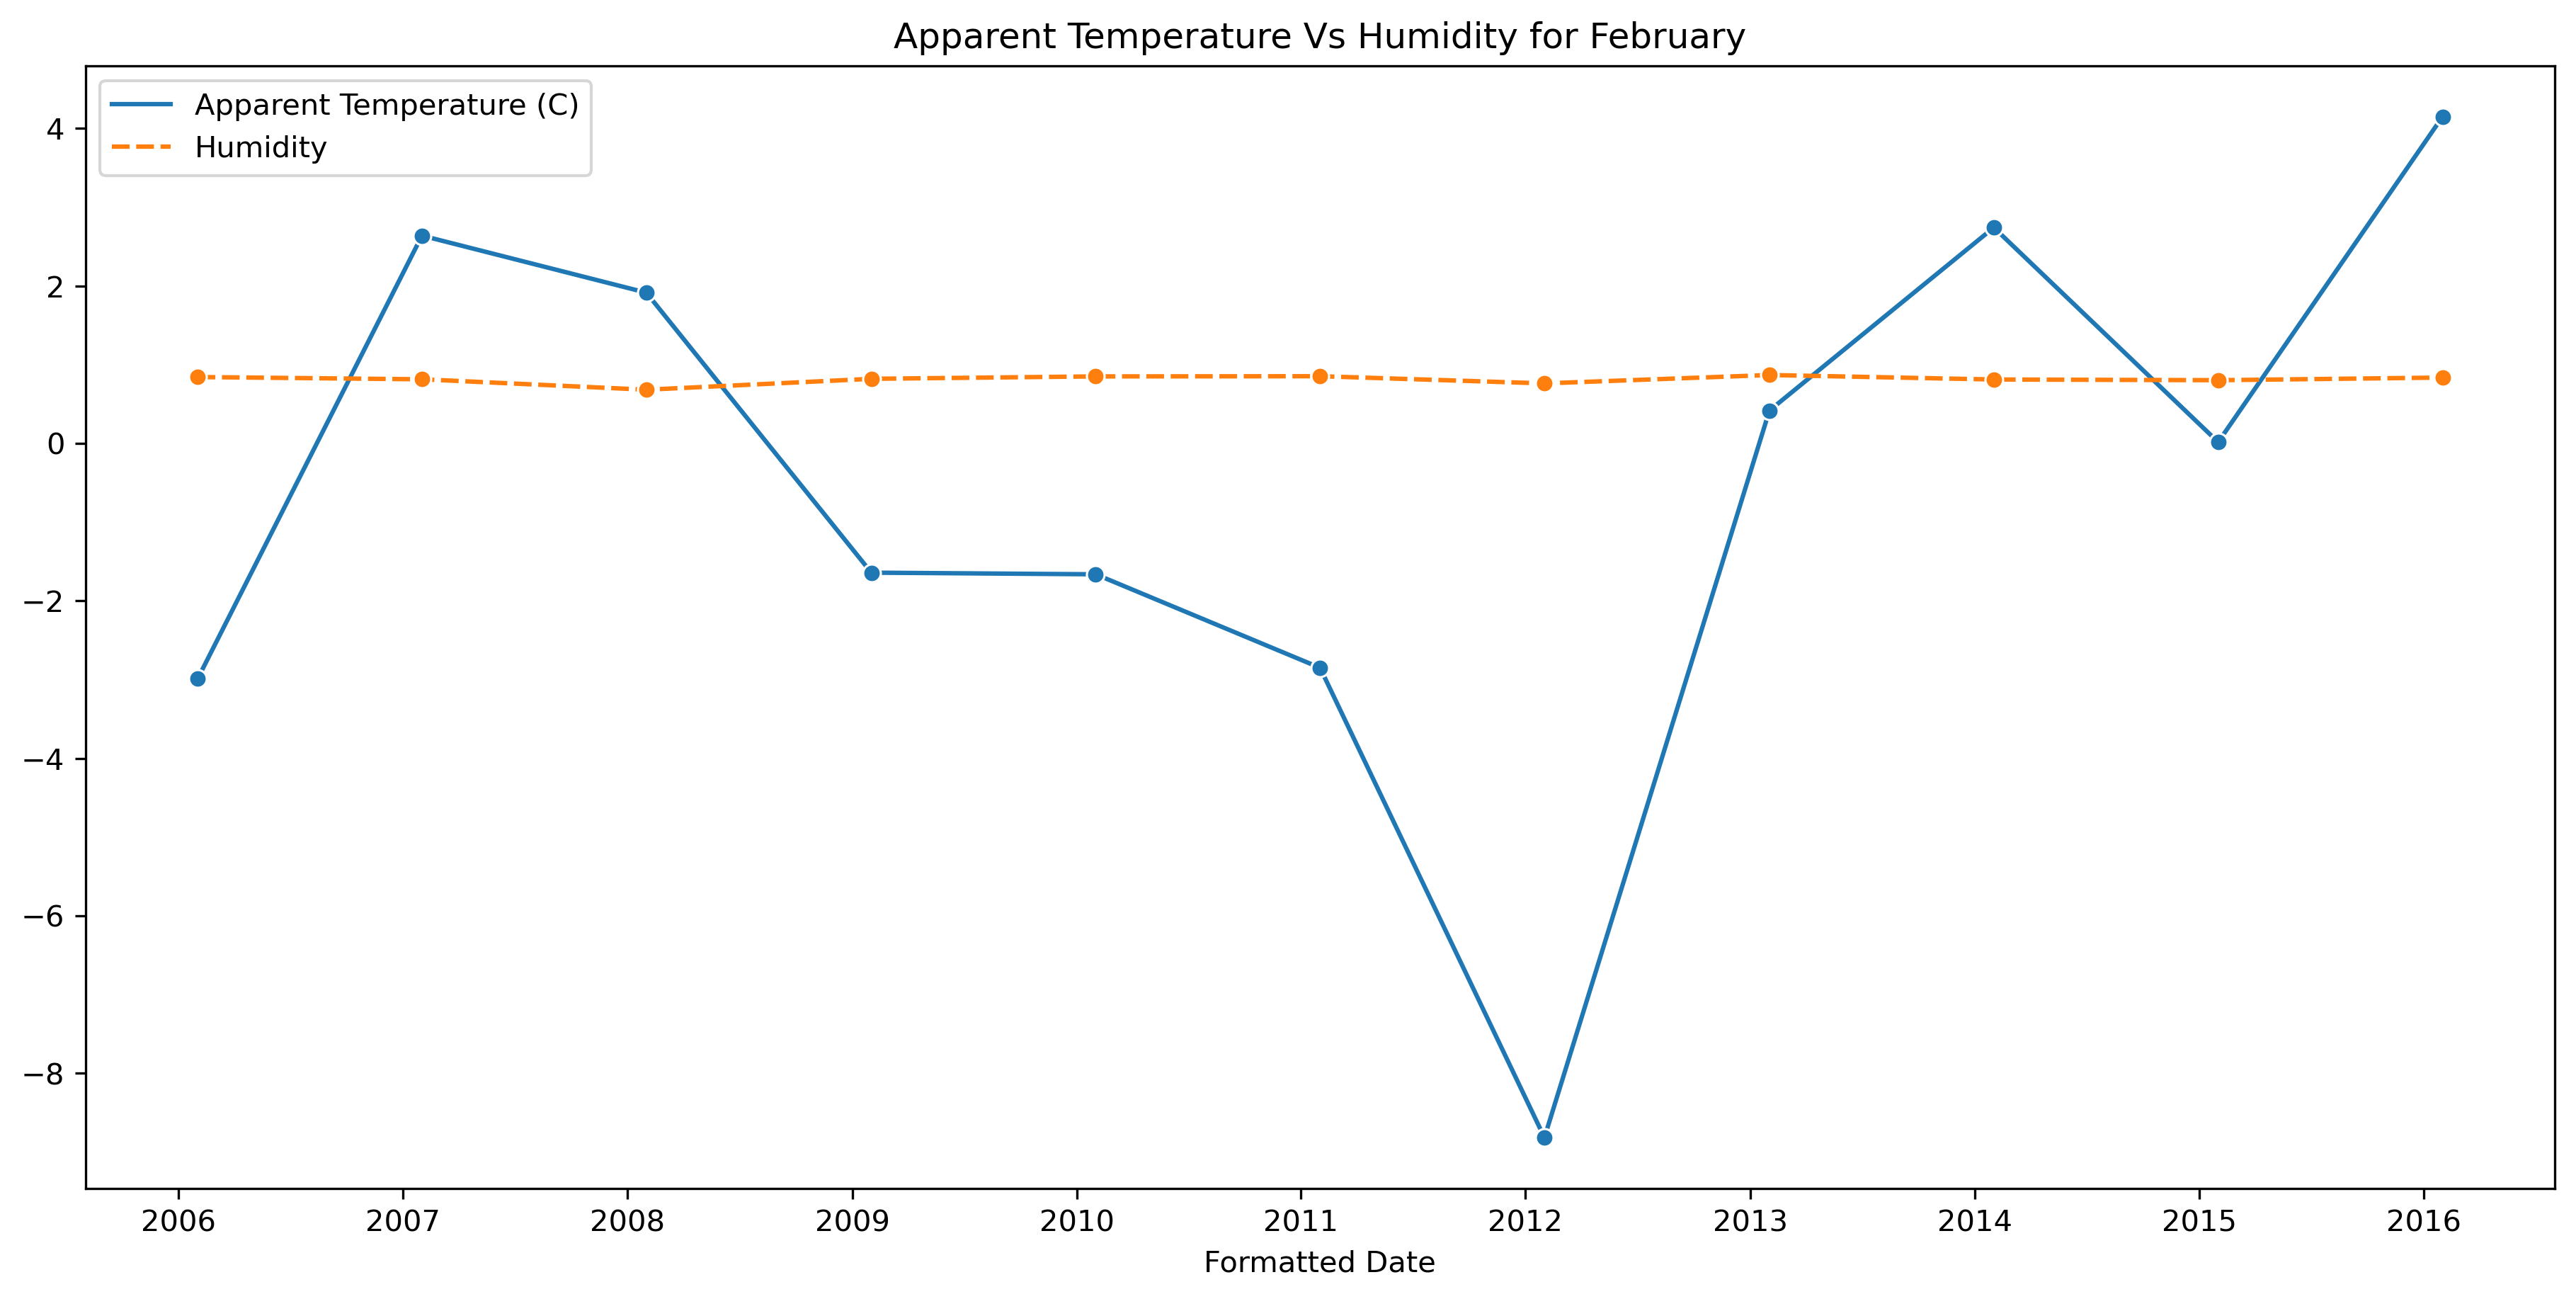 Apparent Temperature Vs Humidity for February
Apparent Temperature (C)
Humidity
4
2
0
−2
−4
−6
−8
2006 2007 2008 2009 2010 2011 2012 2013 2014 2015 2016
Formatted Date